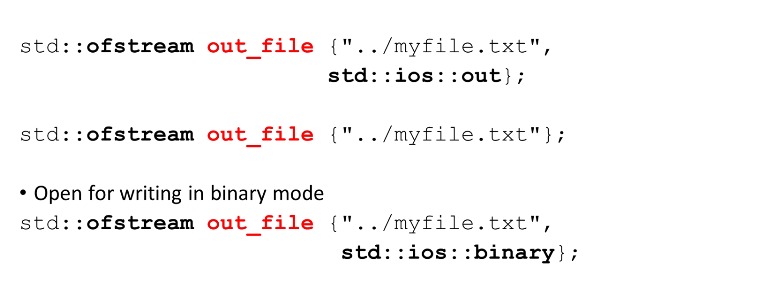 std::ofstream out_file {"../myfile.txt",
std::ios::out};
std::ofstream out_file {"../myfile.txt"};
• Open for writing in binary mode
std::ofstream out_file {"../myfile.txt",
std::ios::binary};